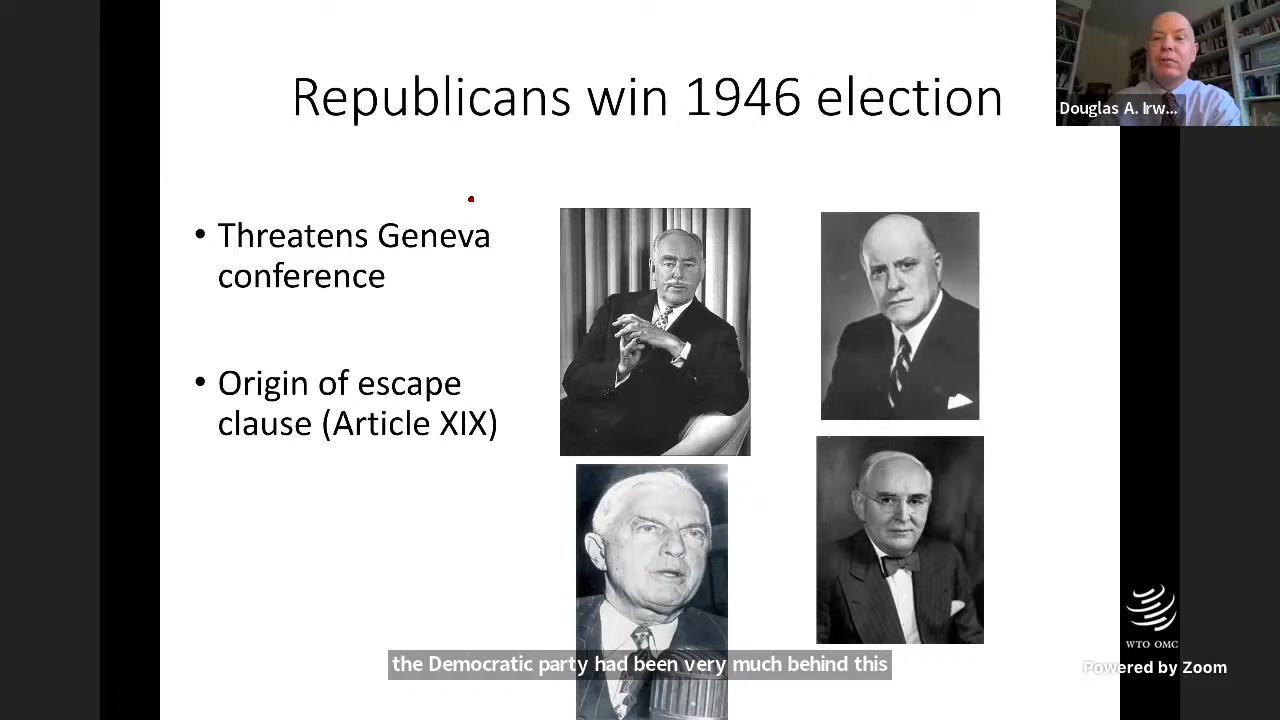 Republicans win 1946 election
Douglas A. Irw...
• Threatens Geneva
conference
• Origin of escape
clause (Article XIX)
the Democratic party had been very much behind this
WTO OMC
Powered by Zoom